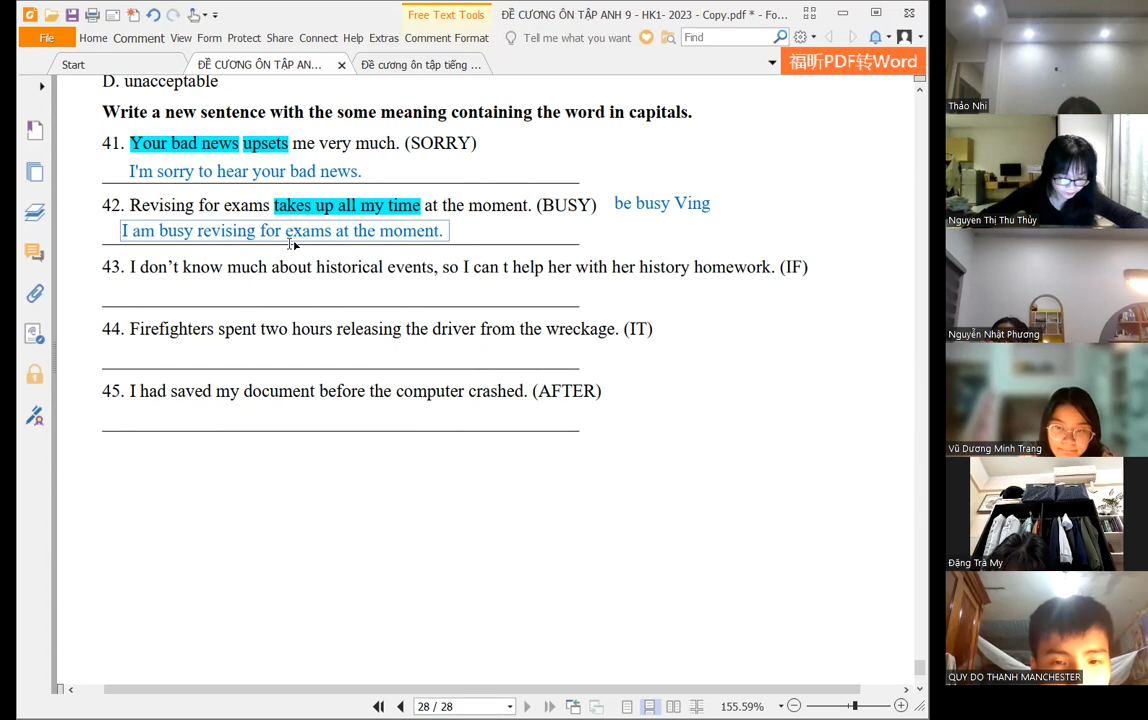 Free Text Tools
ĐỀ CƯƠNG ÔN TẬP ANH 9 - HK1- 2023 - Copy.pdf * - Fo...
File Home Comment View Form Protect Share Connect Help Extras Comment Format Tell me what you want Find
Start ĐỀ CƯƠNG ÔN TẬP AN... Đề cương ôn tập tiếng ... 福昕PDF转Word
D. unacceptable
Write a new sentence with the some meaning containing the word in capitals.
41. Your bad news upsets me very much. (SORRY)
I'm sorry to hear your bad news.
42. Revising for exams takes up all my time at the moment. (BUSY) be busy Ving
I am busy revising for exams at the moment.
43. I don’t know much about historical events, so I can t help her with her history homework. (IF)
44. Firefighters spent two hours releasing the driver from the wreckage. (IT)
45. I had saved my document before the computer crashed. (AFTER)
28 / 28 155.59%
Thảo Nhi
Nguyen Thi Thu Thủy
Nguyễn Nhật Phương
Vũ Dương Minh Trang
Đặng Trà My
QUY DO THANH MANCHESTER